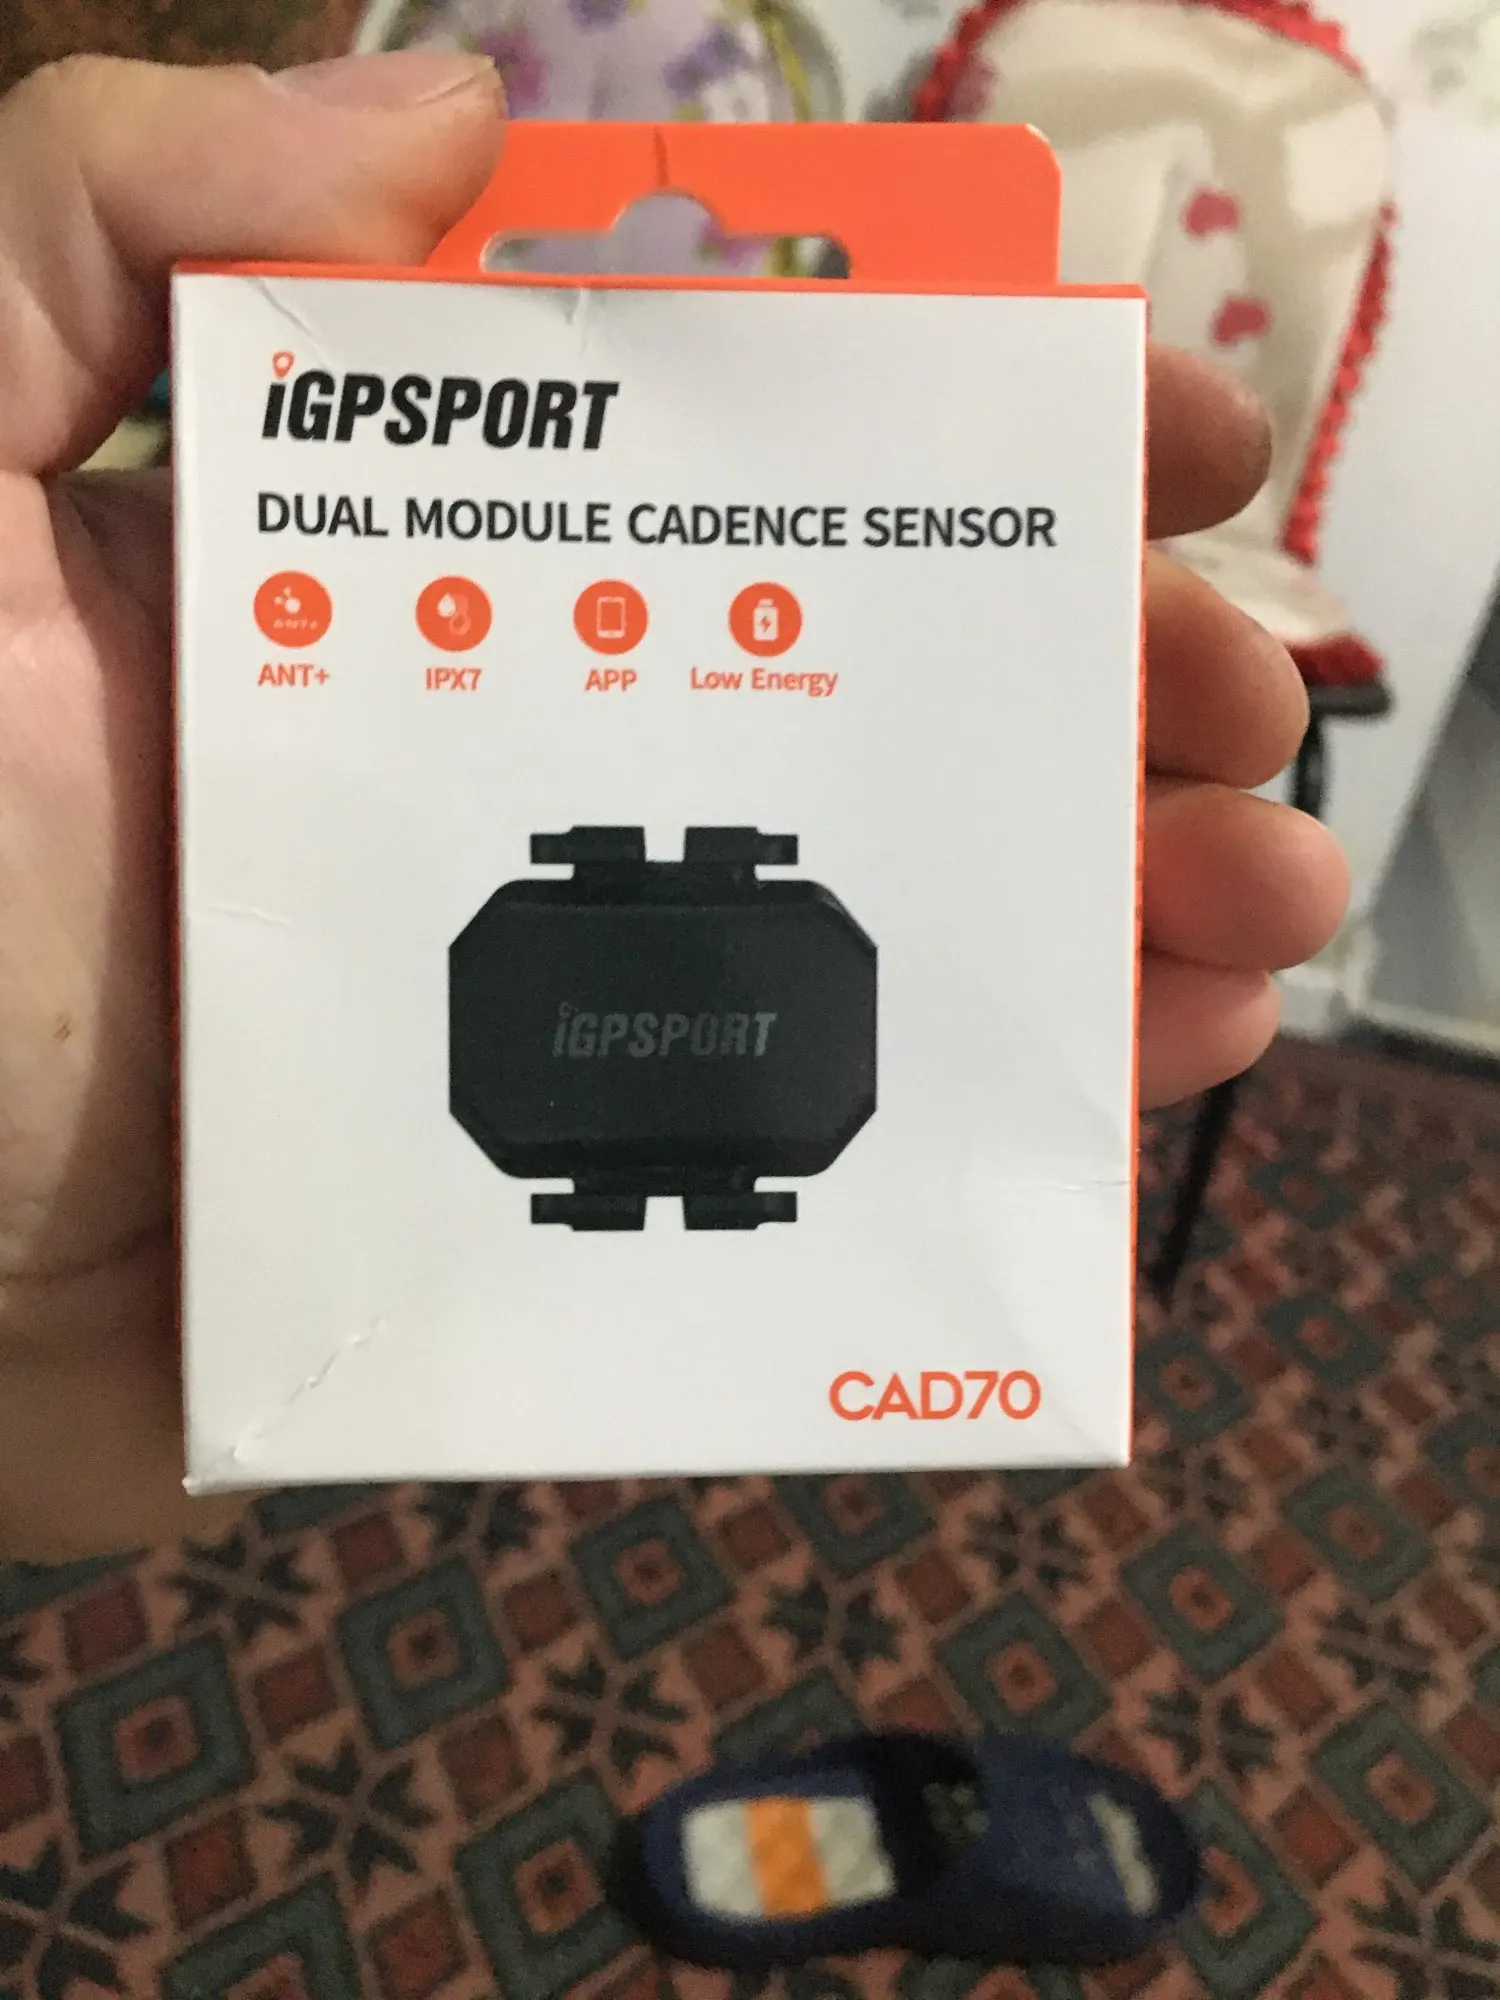 iGPSPORT
DUAL MODULE CADENCE SENSOR
ANT+ IPX7 APP Low Energy
iGPSPORT
CAD70